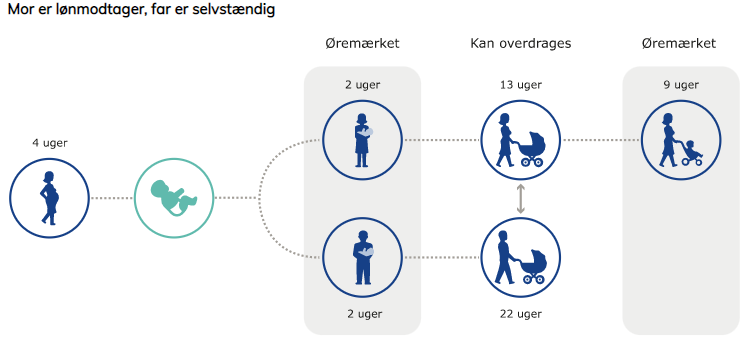 Mor er lønmodtager, far er selvstændig
Øremærket
Kan overdrages
Øremærket
2 uger
13 uger
9 uger
4 uger
2 uger
22 uger